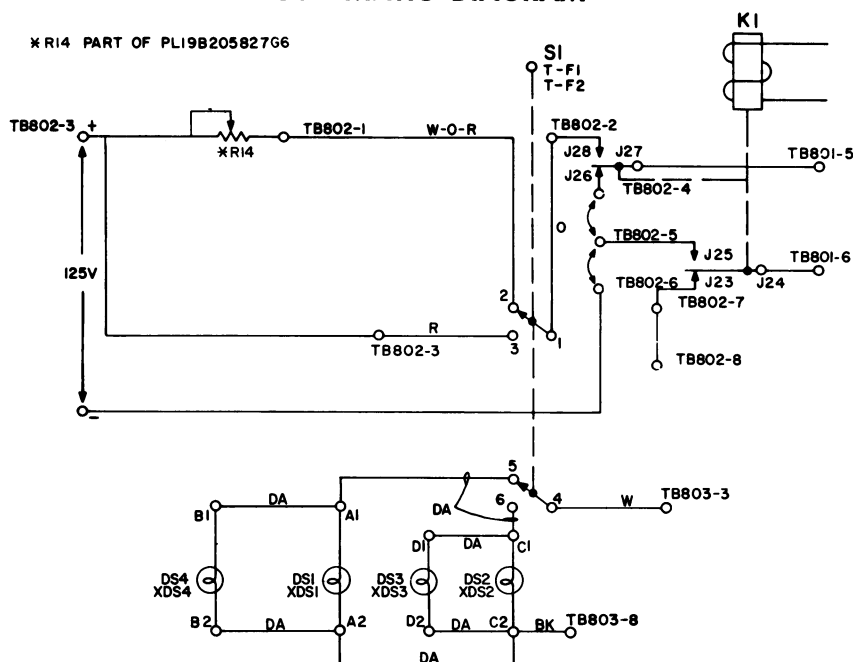 *R14 PART OF PL19B205827G6
K1
S1
T-F1
T-F2
TB802-3 +
TB802-1
W-O-R
TB802-2
*R14
J28
J27
TB801-5
J26
TB802-4
O
TB802-5
J25
TB801-6
125V
TB802-6
J23
J24
TB802-7
2
R
3
1
TB802-3
TB802-8
-
5
DA
6
4
W
TB803-3
B1
A1
DA
D1
DA
C1
DS4
XDS4
DS1
XDS1
DS3
XDS3
DS2
XDS2
B2
DA
A2
D2
DA
C2
BK
TB803-8
DA